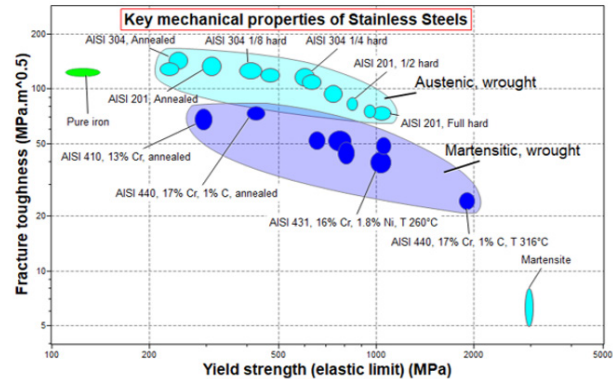 Key mechanical properties of Stainless Steels
200
AISI 304, Annealed
AISI 304 1/8 hard
AISI 304 1/4 hard
AISI 201, 1/2 hard
100
Austenic, wrought
AISI 201, Annealed
Pure iron
AISI 201, Full hard
50
Martensitic, wrought
AISI 410, 13% Cr, annealed
AISI 440, 17% Cr, 1% C, annealed
20
AISI 431, 16% Cr, 1.8% Ni, T 260°C
AISI 440, 17% Cr, 1% C, T 316°C
Martensite
10
5
Fracture toughness (MPa.m^0.5)
100
200
500
1000
2000
5000
Yield strength (elastic limit) (MPa)